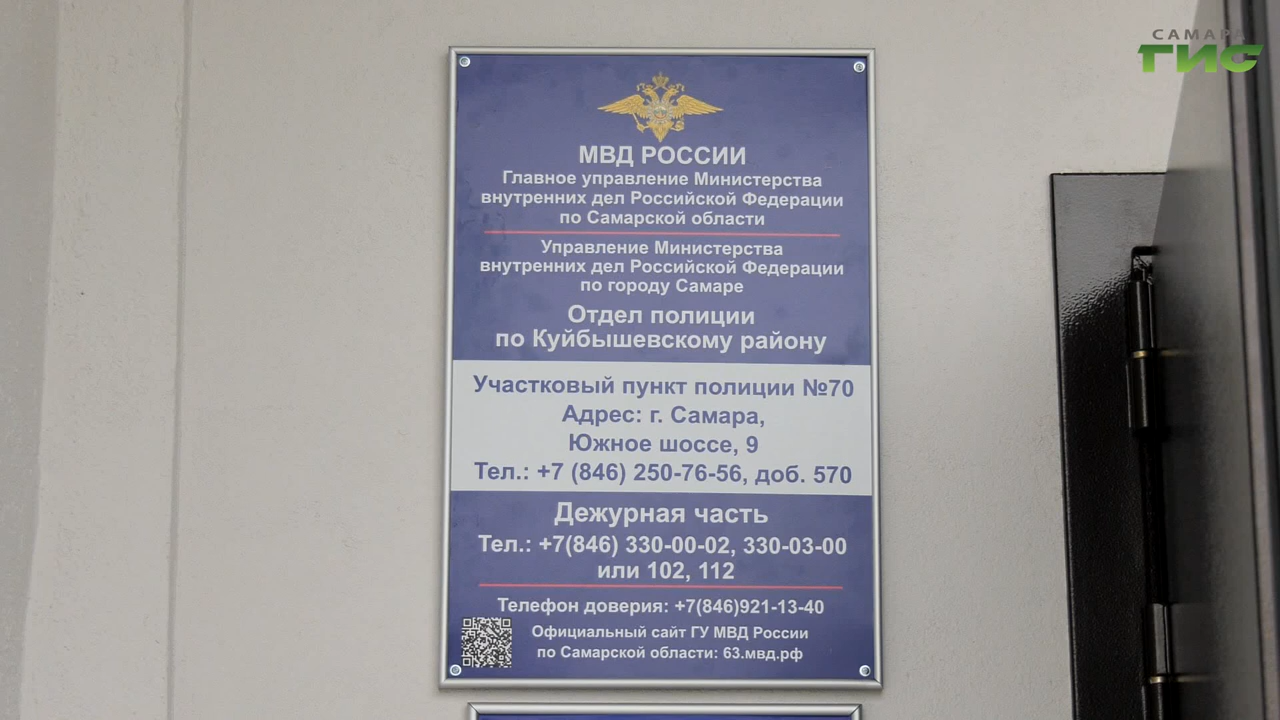 САМАРА
ГИС
МВД РОССИИ
Главное управление Министерства
внутренних дел Российской Федерации
по Самарской области
Управление Министерства
внутренних дел Российской Федерации
по городу Самаре
Отдел полиции
по Куйбышевскому району
Участковый пункт полиции №70
Адрес: г. Самара,
Южное шоссе, 9
Тел.: +7 (846) 250-76-56, доб. 570
Дежурная часть
Тел.: +7(846) 330-00-02, 330-03-00
или 102, 112
Телефон доверия: +7(846)921-13-40
Официальный сайт ГУ МВД России
по Самарской области: 63.мвд.рф